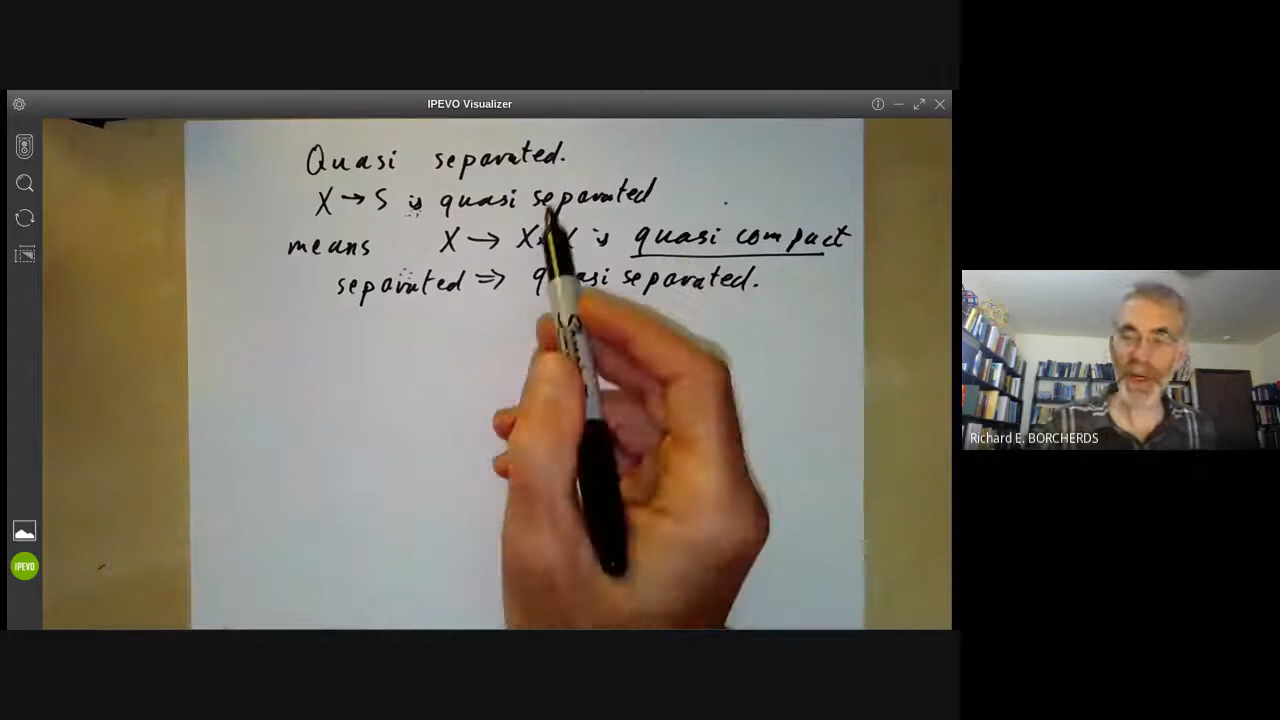 IPEVO Visualizer
Quasi separated.
X → S is quasi separated
means X → X is quasi compact
separated ⇒ quasi separated.
Richard E. BORCHERDS
IPEVO